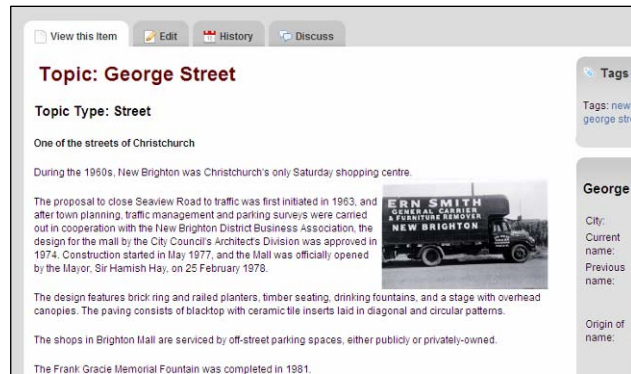 View this Item Edit History Discuss
Topic: George Street
Topic Type: Street
One of the streets of Christchurch
During the 1960s, New Brighton was Christchurch's only Saturday shopping centre.
The proposal to close Seaview Road to traffic was first initiated in 1963, and
after town planning, traffic management and parking surveys were carried
out in cooperation with the New Brighton District Business Association, the
design for the mall by the City Council's Architect's Division was approved in
1974. Construction started in May 1977, and the Mall was officially opened
by the Mayor, Sir Hamish Hay, on 25 February 1978.
ERN SMITH
GENERAL CARRIER
& FURNITURE REMOVER
NEW BRIGHTON
The design features brick ring and railed planters, timber seating, drinking fountains, and a stage with overhead
canopies. The paving consists of blacktop with ceramic tile inserts laid in diagonal and circular patterns.
The shops in Brighton Mall are serviced by off-street parking spaces, either publicly or privately-owned.
The Frank Gracie Memorial Fountain was completed in 1981.
Tags
Tags: new
george stre
George
City:
Current
name:
Previous
name:
Origin of
name: